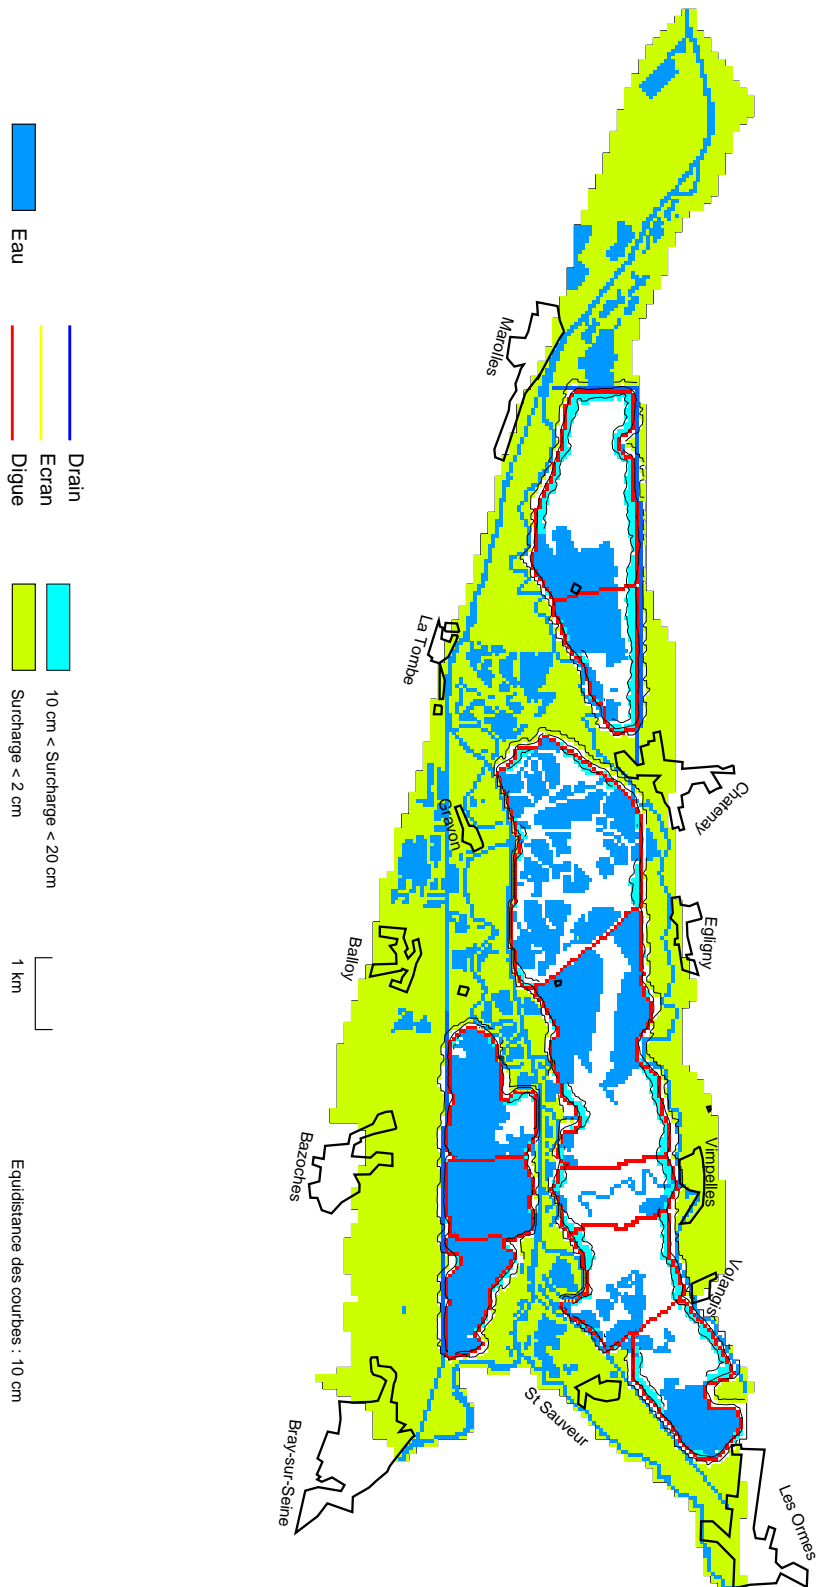 Marolles
La Tombe
Chatenay
Gravon
Egligny
Balloy
Vimpelles
Bazoches
Volangis
St Sauveur
Bray-sur-Seine
Les Ormes
Eau
Drain
Ecran
Digue
10 cm < Surcharge < 20 cm
Surcharge < 2 cm
1 km
Equidistance des courbes : 10 cm